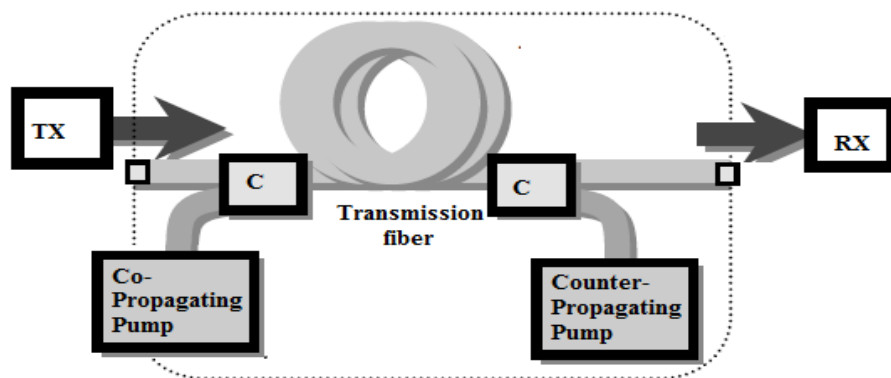 TX
RX
C
C
Transmission
fiber
Co-
Propagating
Pump
Counter-
Propagating
Pump